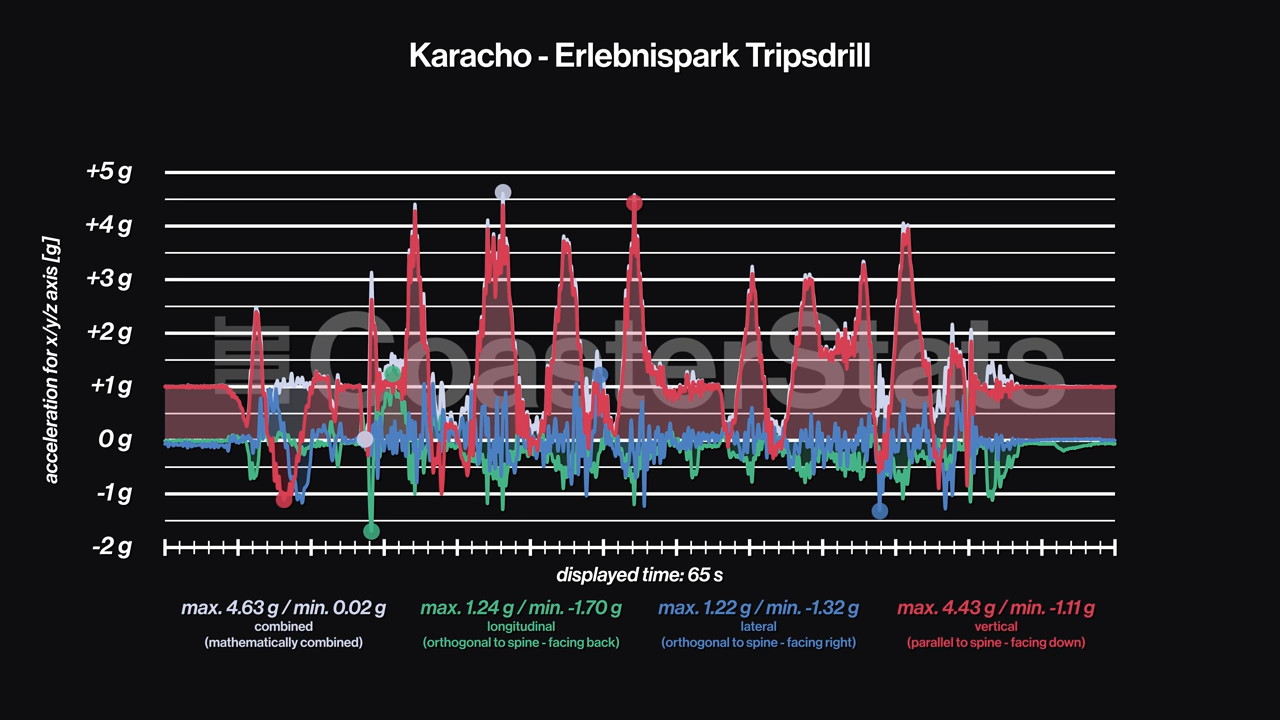 Karacho - Erlebnispark Tripsdrill
+5 g
+4 g
+3 g
+2 g
+1 g
0 g
-1 g
-2 g
acceleration for x/y/z axis [g]
CoasterStats
displayed time: 65 s
max. 4.63 g / min. 0.02 g
combined
(mathematically combined)
max. 1.24 g / min. -1.70 g
longitudinal
(orthogonal to spine - facing back)
max. 1.22 g / min. -1.32 g
lateral
(orthogonal to spine - facing right)
max. 4.43 g / min. -1.11 g
vertical
(parallel to spine - facing down)